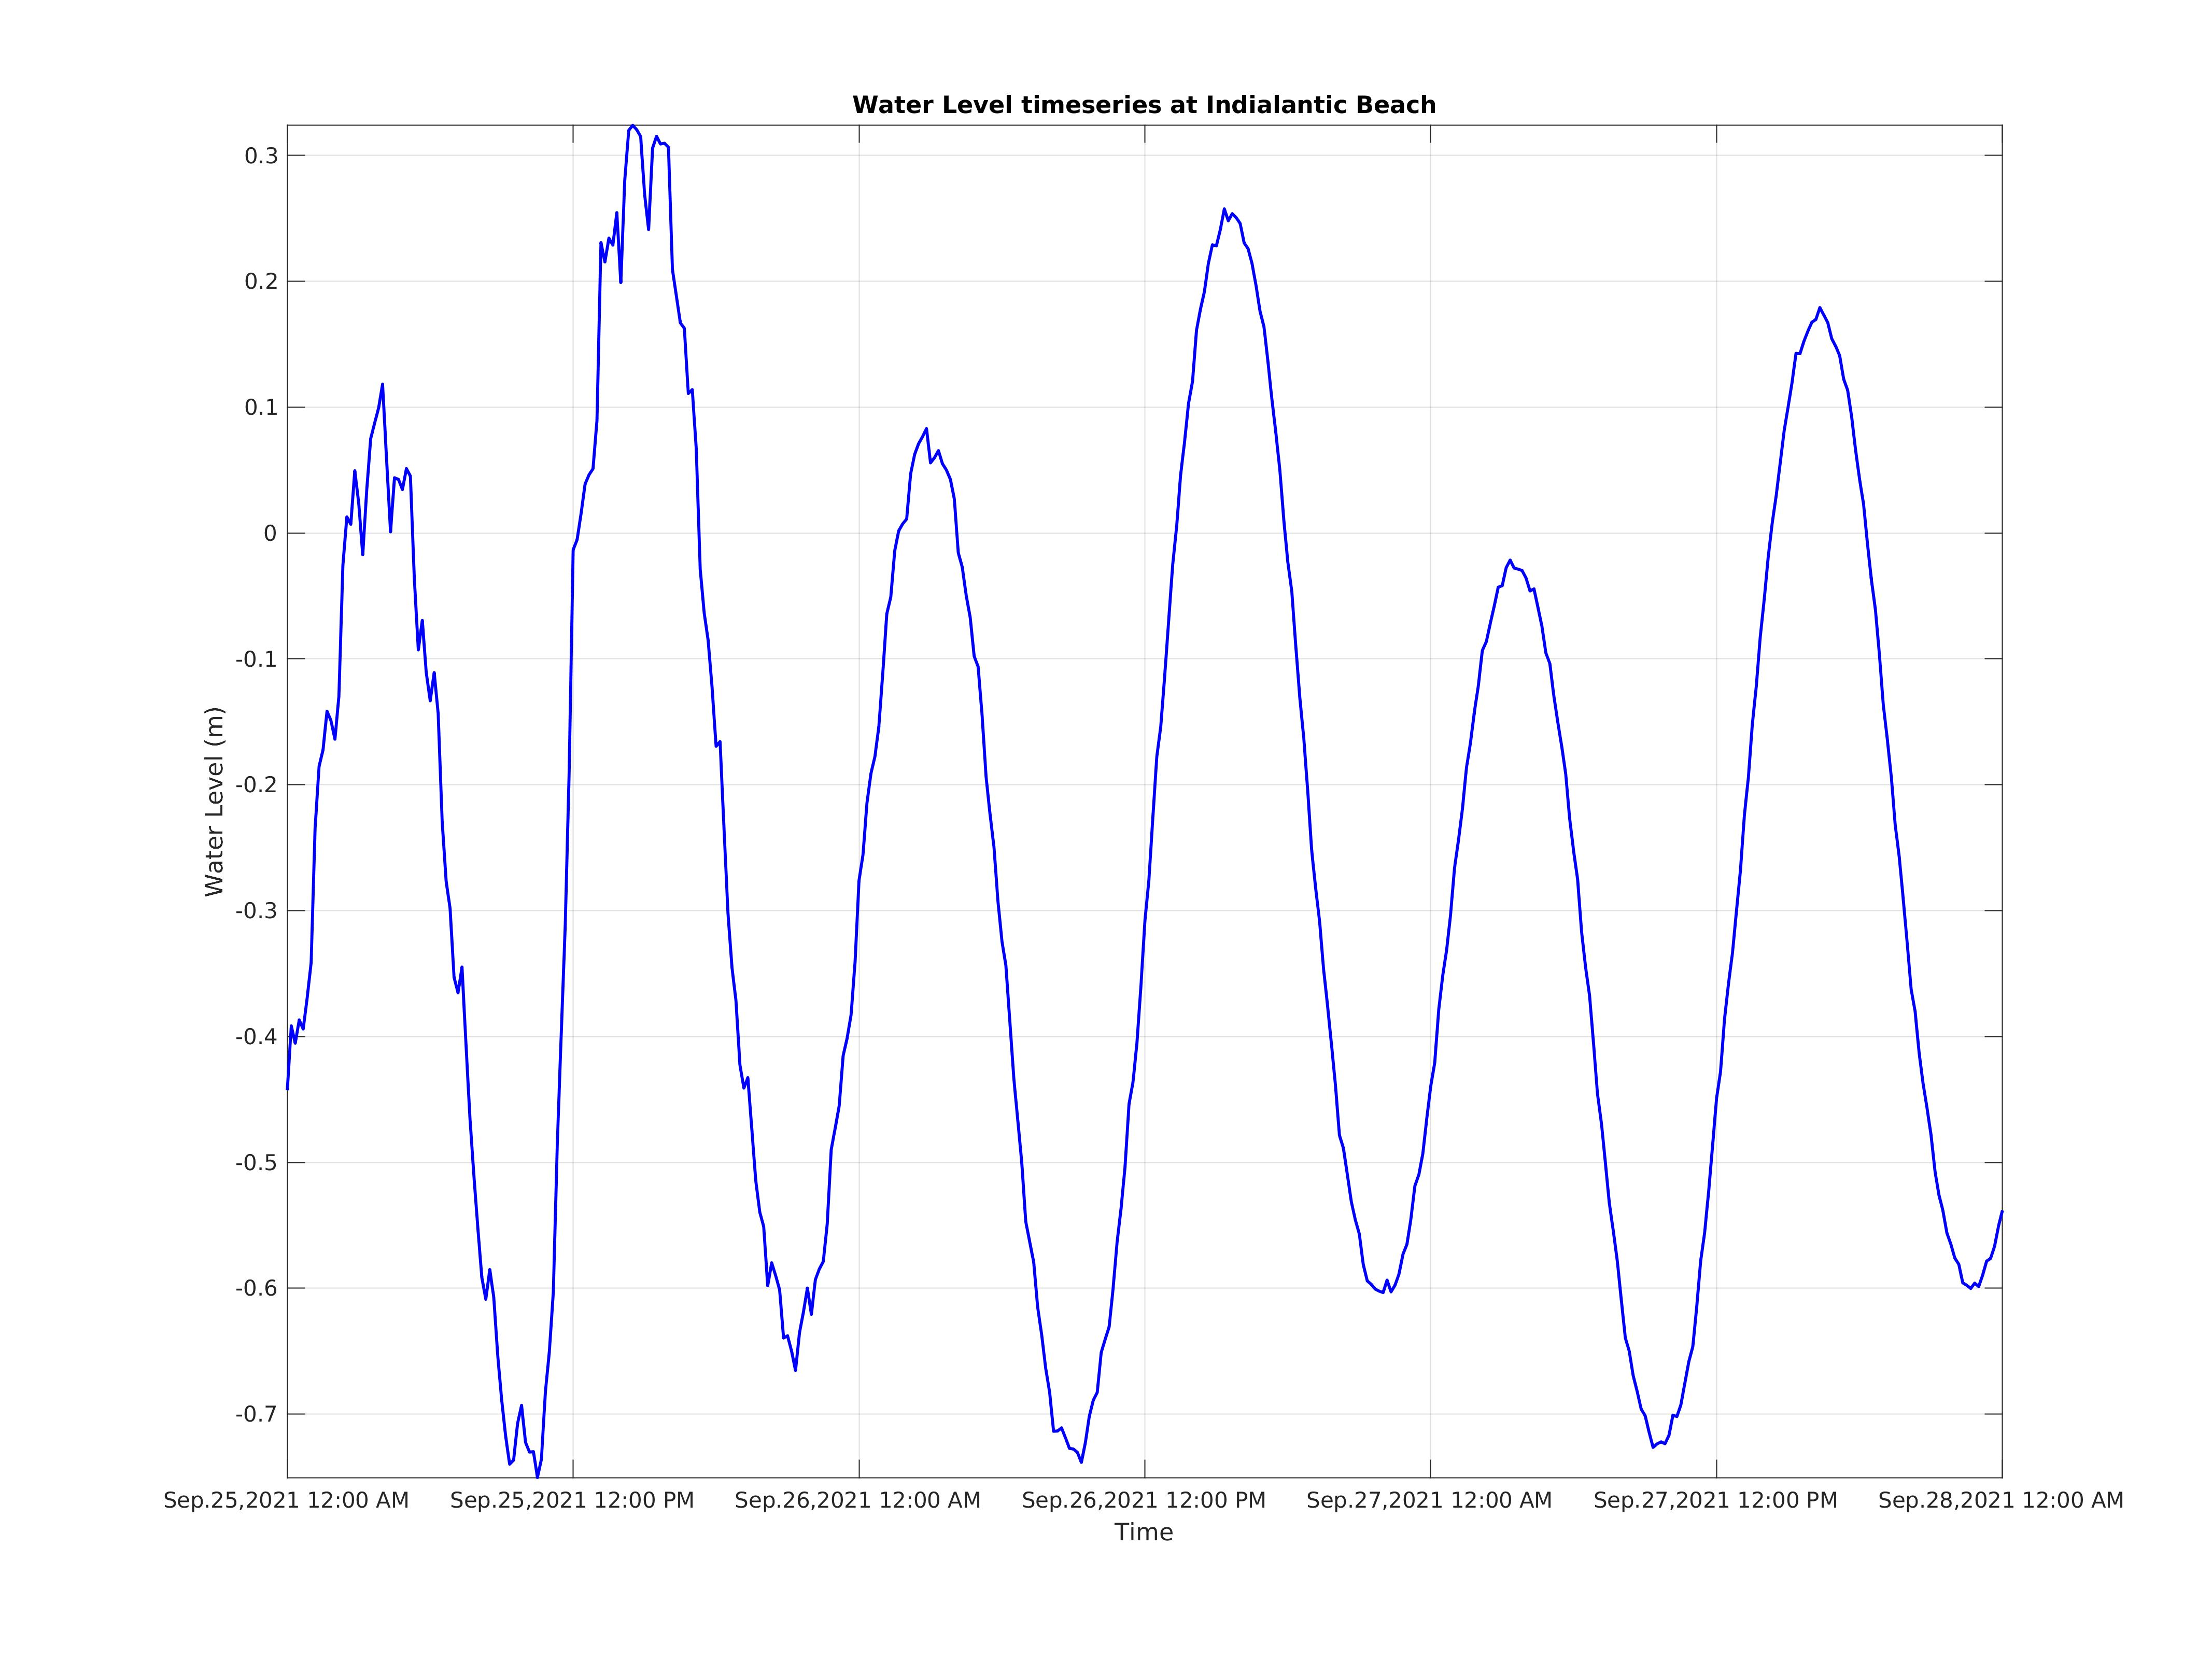 Water Level timeseries at Indialantic Beach
0.3
0.2
0.1
0
-0.1
-0.2
-0.3
-0.4
-0.5
-0.6
-0.7
Water Level (m)
Sep.25,2021 12:00 AM
Sep.25,2021 12:00 PM
Sep.26,2021 12:00 AM
Sep.26,2021 12:00 PM
Sep.27,2021 12:00 AM
Sep.27,2021 12:00 PM
Sep.28,2021 12:00 AM
Time